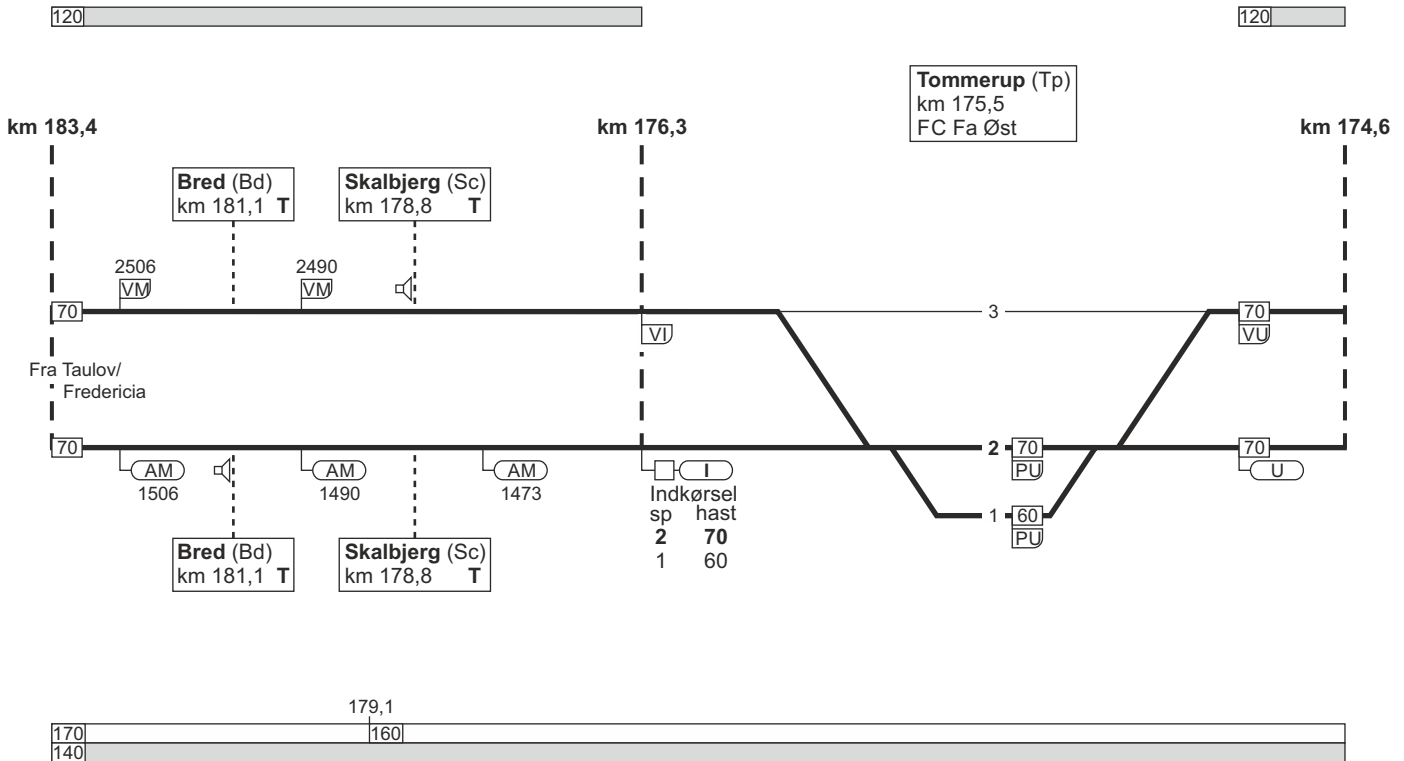 120
120
Tommerup (Tp)
km 175,5
FC Fa Øst
km 183,4
km 176,3
km 174,6
Bred (Bd)
km 181,1 T
Skalbjerg (Sc)
km 178,8 T
2506
VM
2490
VM
70
3
70
VI
VU
Fra Taulov/
Fredericia
70
2
70
70
AM
1506
AM
1490
AM
1473
I
PU
U
Indkørsel
sp hast
2 70
1 60
1
60
PU
Bred (Bd)
km 181,1 T
Skalbjerg (Sc)
km 178,8 T
179,1
170
160
140